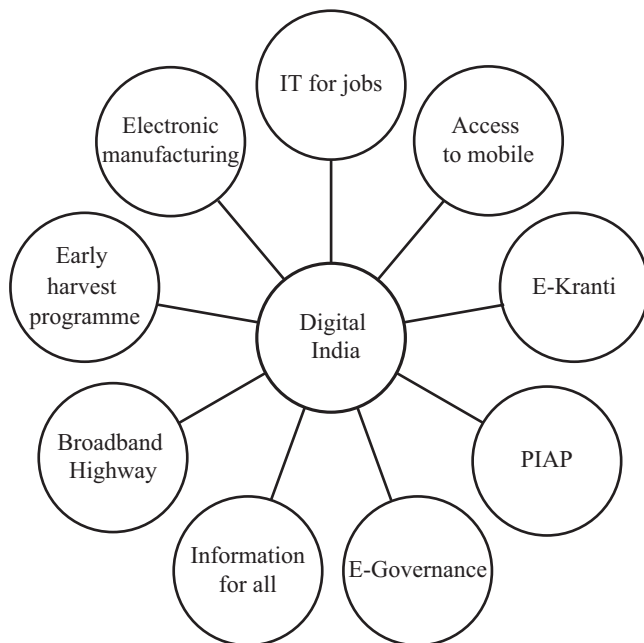 IT for jobs
Access
to mobile
E-Kranti
PIAP
E-Governance
Information
for all
Broadband
Highway
Early
harvest
programme
Electronic
manufacturing
Digital
India